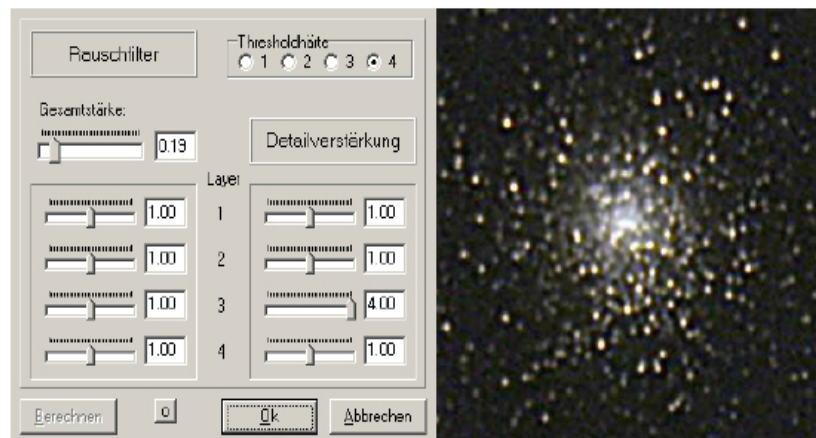 Rauschfilter
Thresholdhärte
1 2 3 4
Gesamtstärke:
0.19
Detailverstärkung
Layer
1.00 1 1.00
1.00 2 1.00
1.00 3 4.00
1.00 4 1.00
Berechnen o Ok Abbrechen